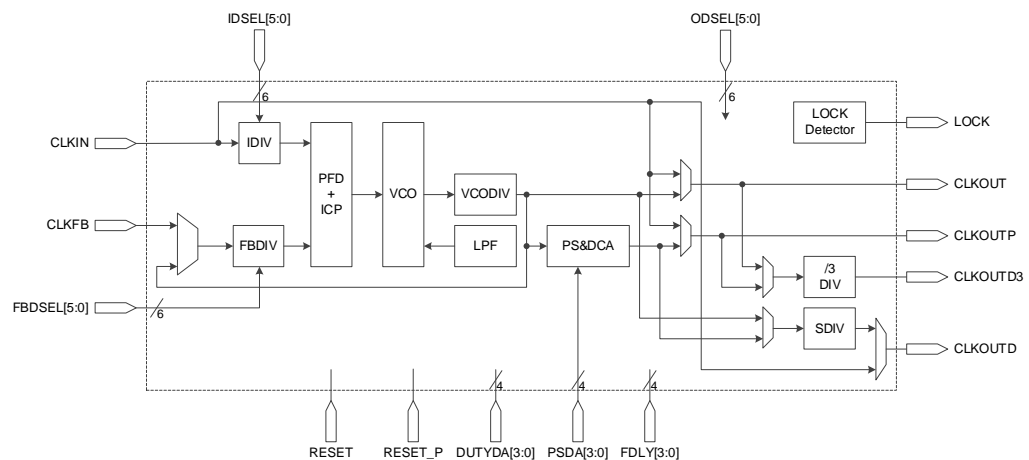 IDSEL[5:0]
ODSEL[5:0]
6
6
LOCK
Detector
LOCK
CLKIN
IDIV
PFD
+
ICP
VCO
VCODIV
CLKOUT
CLKFB
FBDIV
LPF
PS&DCA
CLKOUTP
/3
DIV
CLKOUTD3
FBDSEL[5:0]
6
SDIV
CLKOUTD
4
4
4
RESET
RESET_P
DUTYDA[3:0]
PSDA[3:0]
FDLY[3:0]